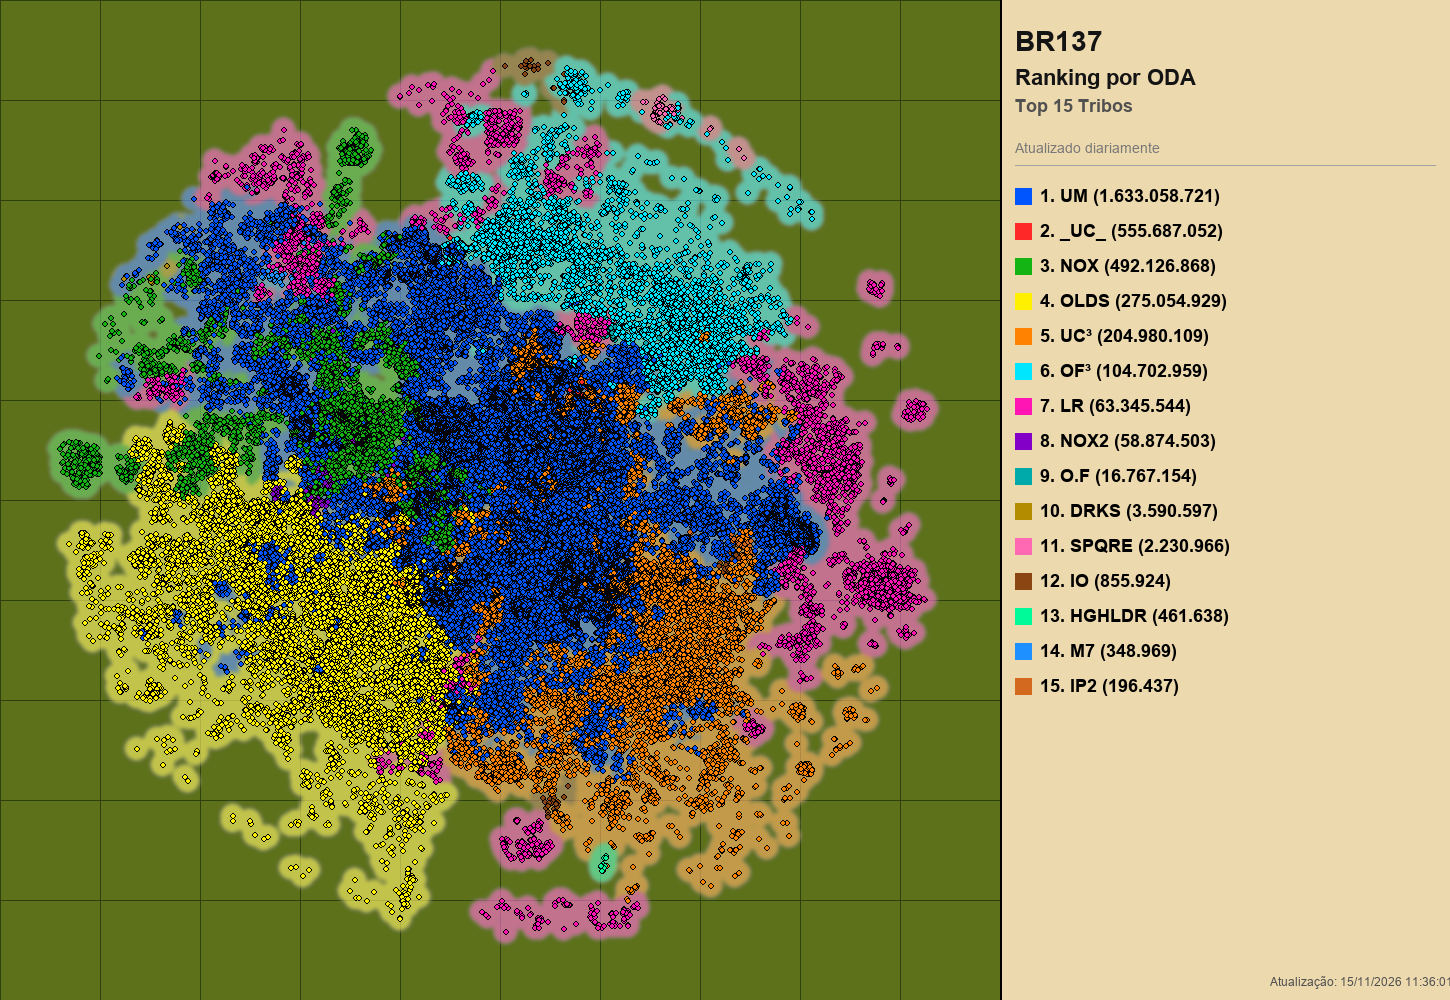 BR137
Ranking por ODA
Top 15 Tribos
Atualizado diariamente
1. UM (1.633.058.721)
2. _UC_ (555.687.052)
3. NOX (492.126.868)
4. OLDS (275.054.929)
5. UC³ (204.980.109)
6. OF³ (104.702.959)
7. LR (63.345.544)
8. NOX2 (58.874.503)
9. O.F (16.767.154)
10. DRKS (3.590.597)
11. SPQRE (2.230.966)
12. IO (855.924)
13. HGHLDR (461.638)
14. M7 (348.969)
15. IP2 (196.437)
Atualização: 15/11/2026 11:36:01